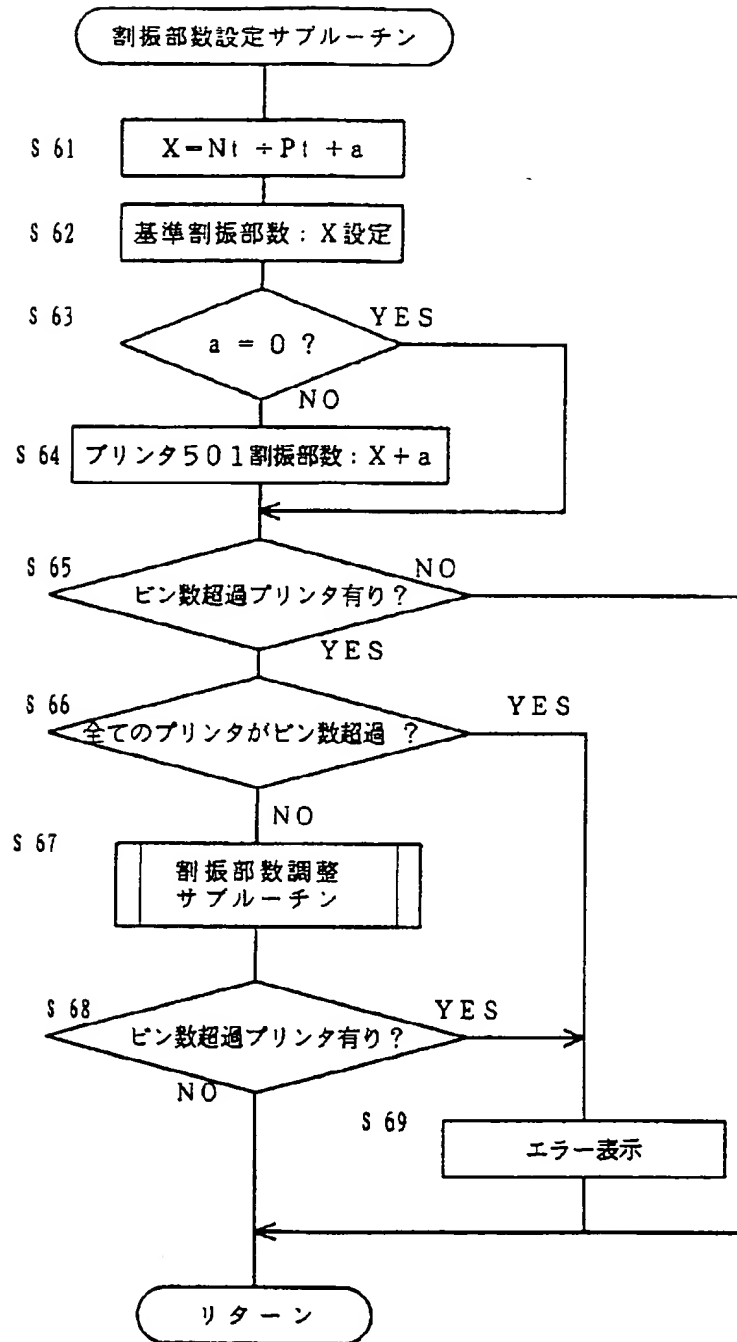 割振部数設定サブルーチン
S 61
X=Nt÷Pt+a
S 62
基準割振部数：X設定
S 63
a = 0 ?
YES
NO
S 64
プリンタ501割振部数：X+a
S 65
ビン数超過プリンタ有り?
NO
YES
S 66
全てのプリンタがビン数超過 ?
YES
NO
S 67
割振部数調整
サブルーチン
S 68
ビン数超過プリンタ有り?
YES
NO
S 69
エラー表示
リターン